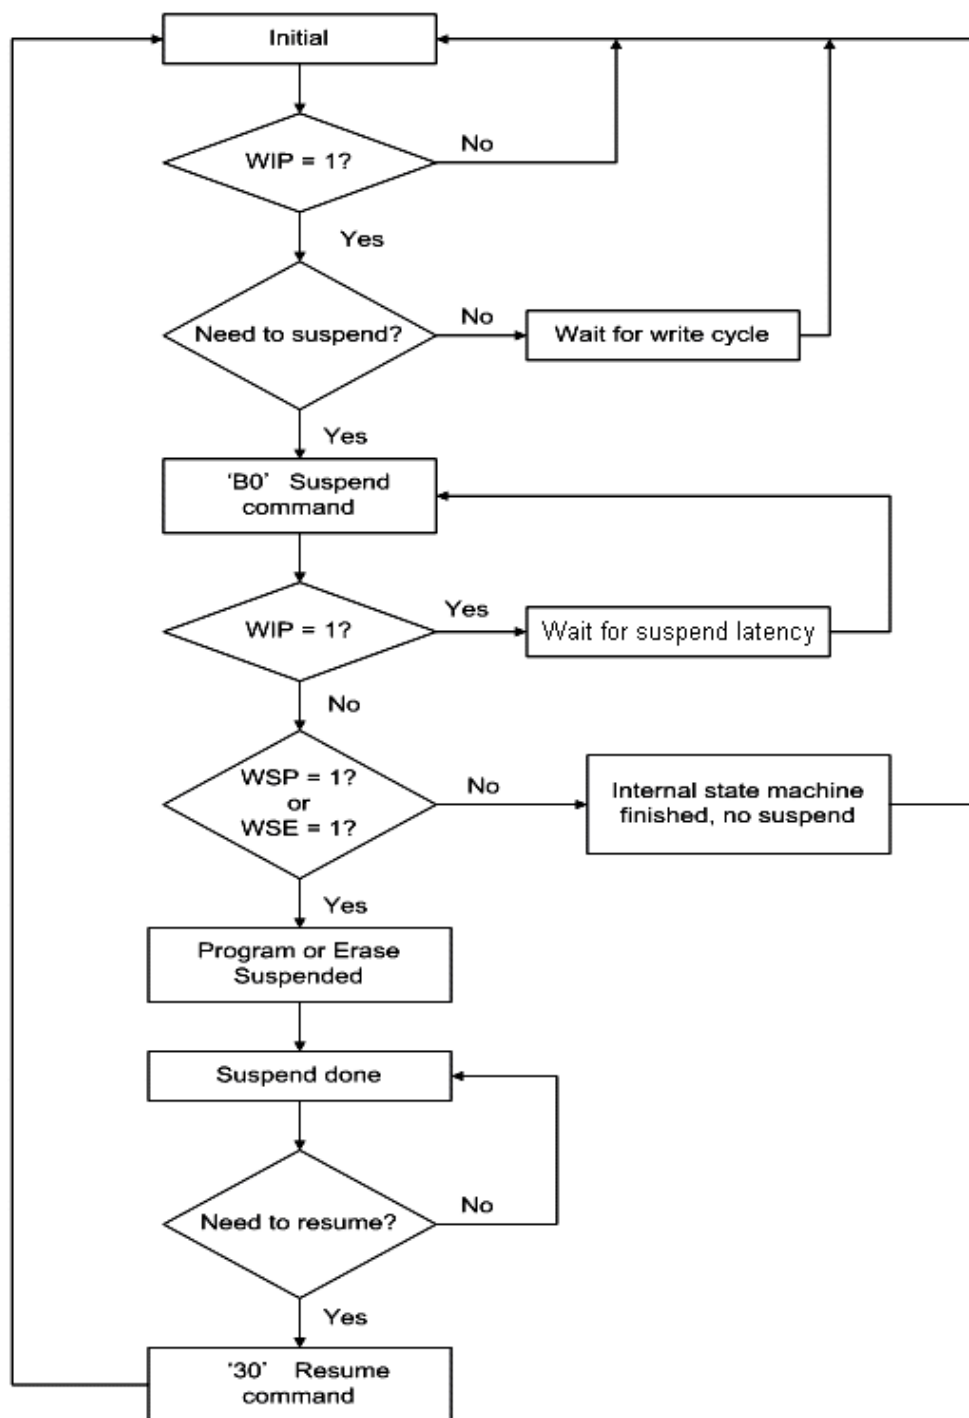 Initial
WIP = 1?
No
Yes
Need to suspend?
No
Wait for write cycle
Yes
‘B0’ Suspend
command
WIP = 1?
Yes
Wait for suspend latency
No
WSP = 1?
or
WSE = 1?
No
Internal state machine
finished, no suspend
Yes
Program or Erase
Suspended
Suspend done
Need to resume?
No
Yes
‘30’ Resume
command